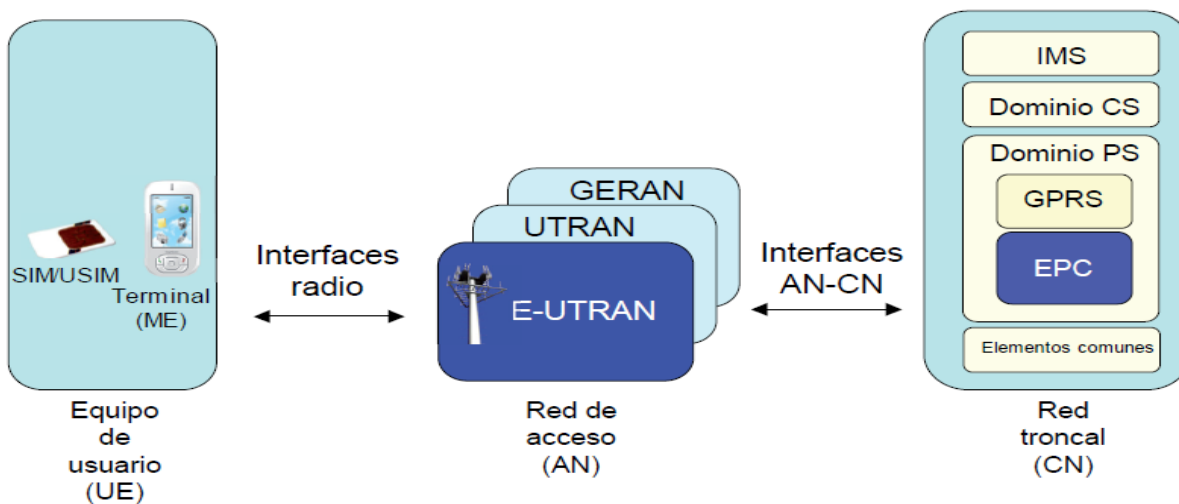 SIM/USIM
Terminal
(ME)
Equipo
de
usuario
(UE)
Interfaces
radio
GERAN
UTRAN
E-UTRAN
Red de
acceso
(AN)
Interfaces
AN-CN
IMS
Dominio CS
Dominio PS
GPRS
EPC
Elementos comunes
Red
troncal
(CN)